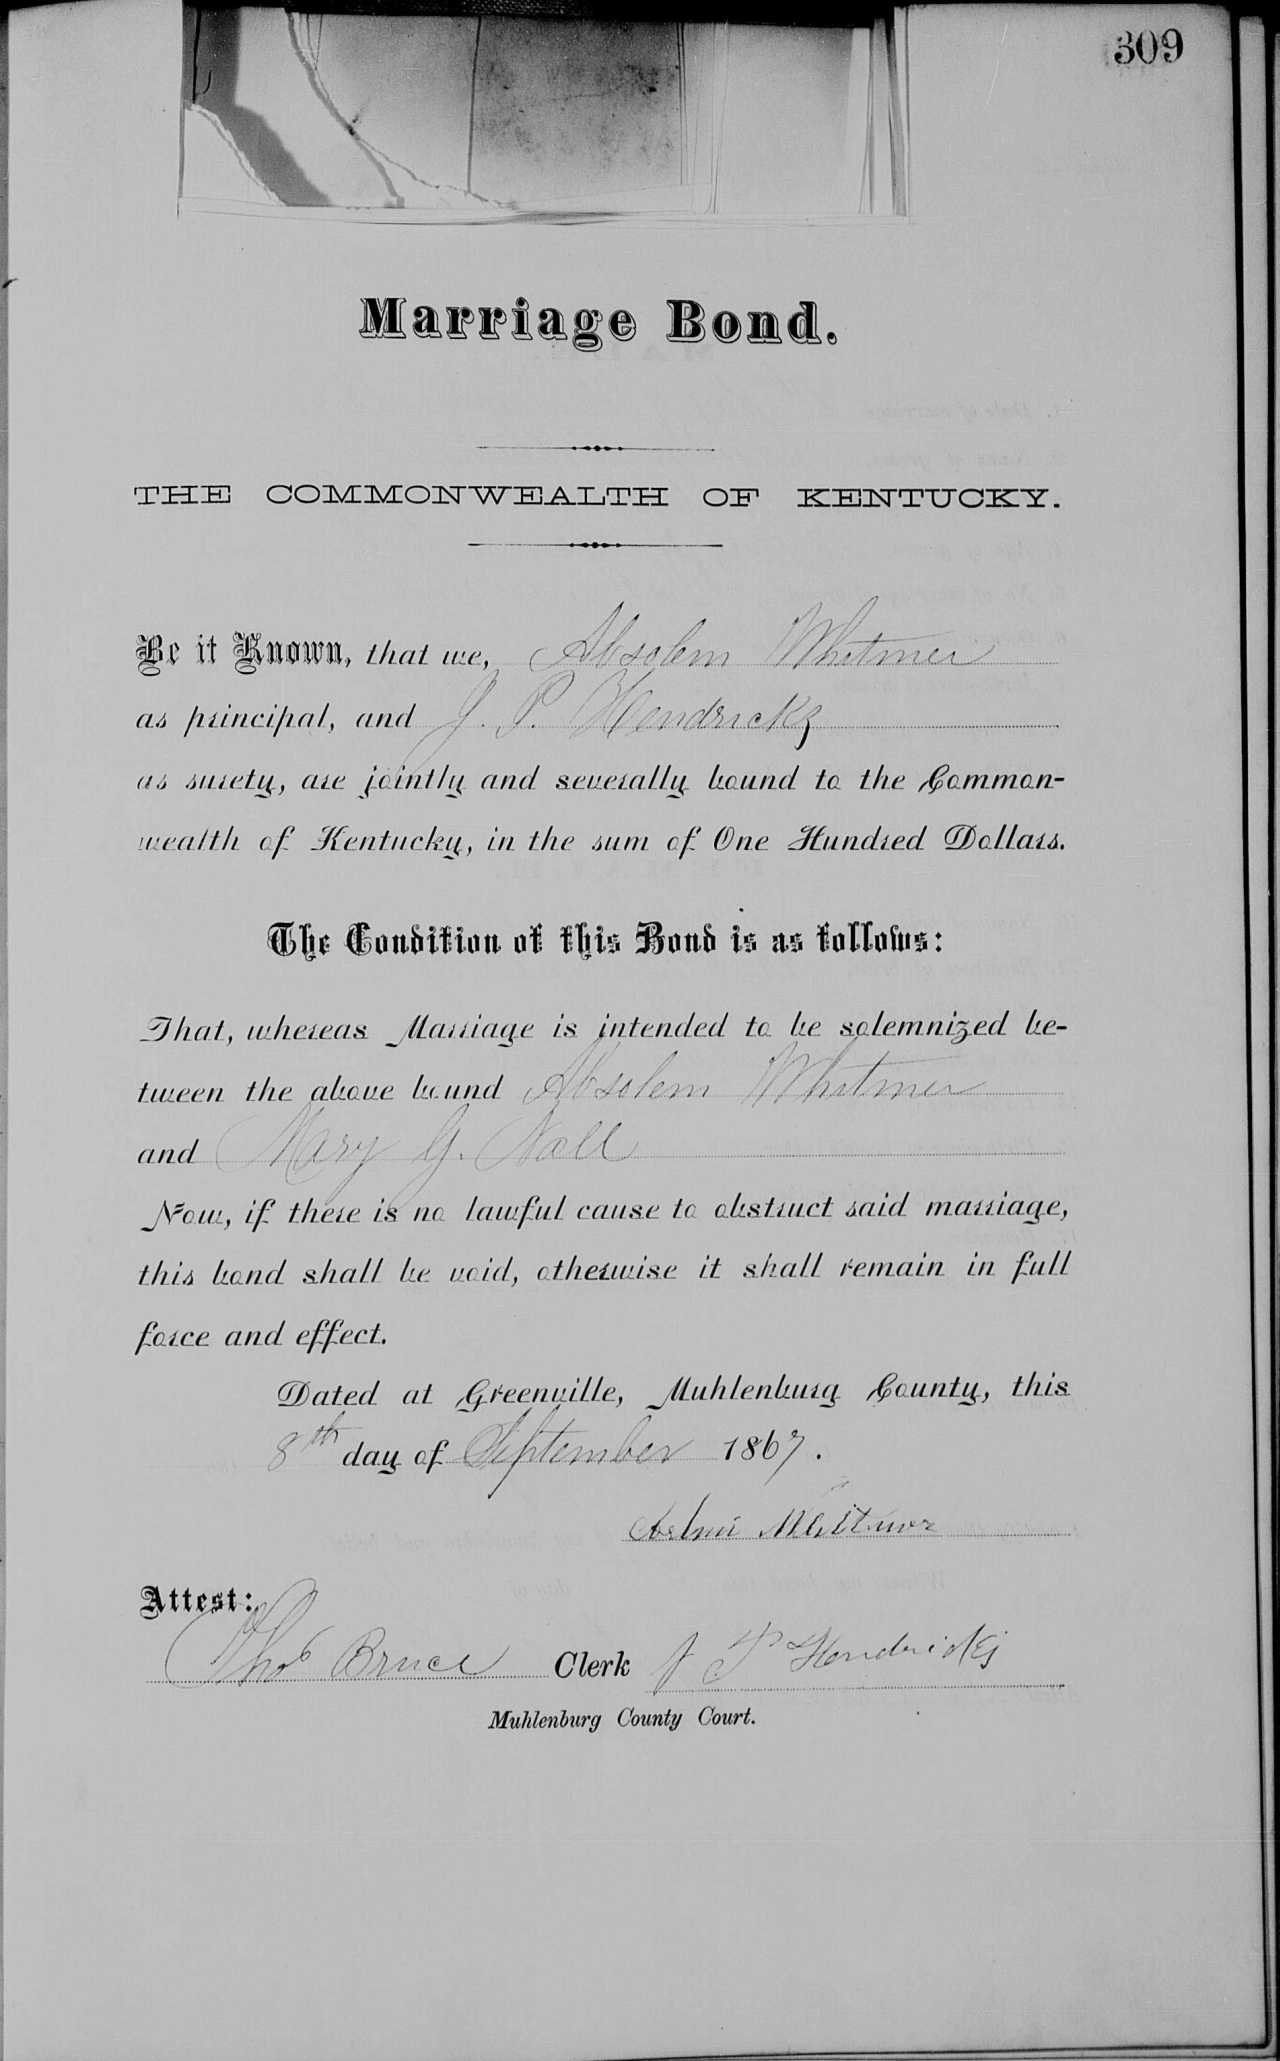 309
Marriage Bond.
THE COMMONWEALTH OF KENTUCKY.
Be it Known, that we, Absolem Whitmer
as principal, and J. P. Hendricks
as surety, are jointly and severally bound to the Common-
wealth of Kentucky, in the sum of One Hundred Dollars.
The Condition of this Bond is as follows:
That, whereas Marriage is intended to be solemnized be-
tween the above bound Absolem Whitmer
and Mary G. Noll
Now, if there is no lawful cause to obstruct said marriage,
this bond shall be void, otherwise it shall remain in full
force and effect.
Dated at Greenville, Muhlenburg County, this
8th day of September 1867.
Attest:
Thos Bruce Clerk J P Hendricks
Muhlenburg County Court.